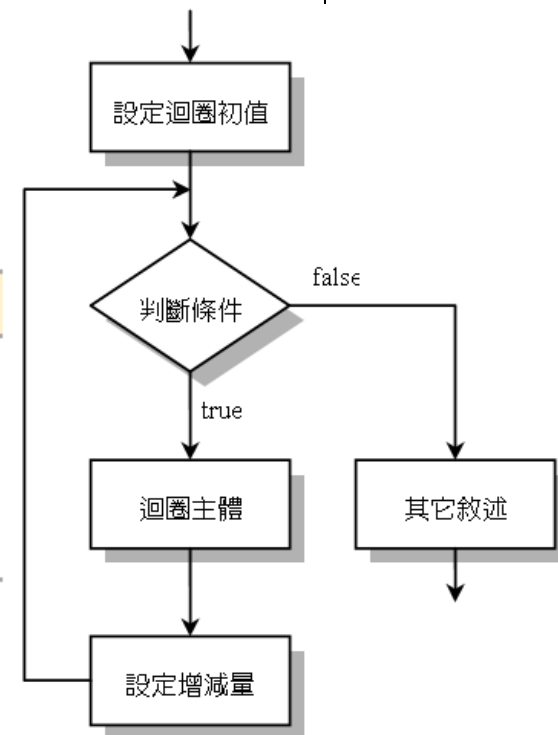 設定迴圈初值
判斷條件
false
true
迴圈主體
其它敘述
設定增減量